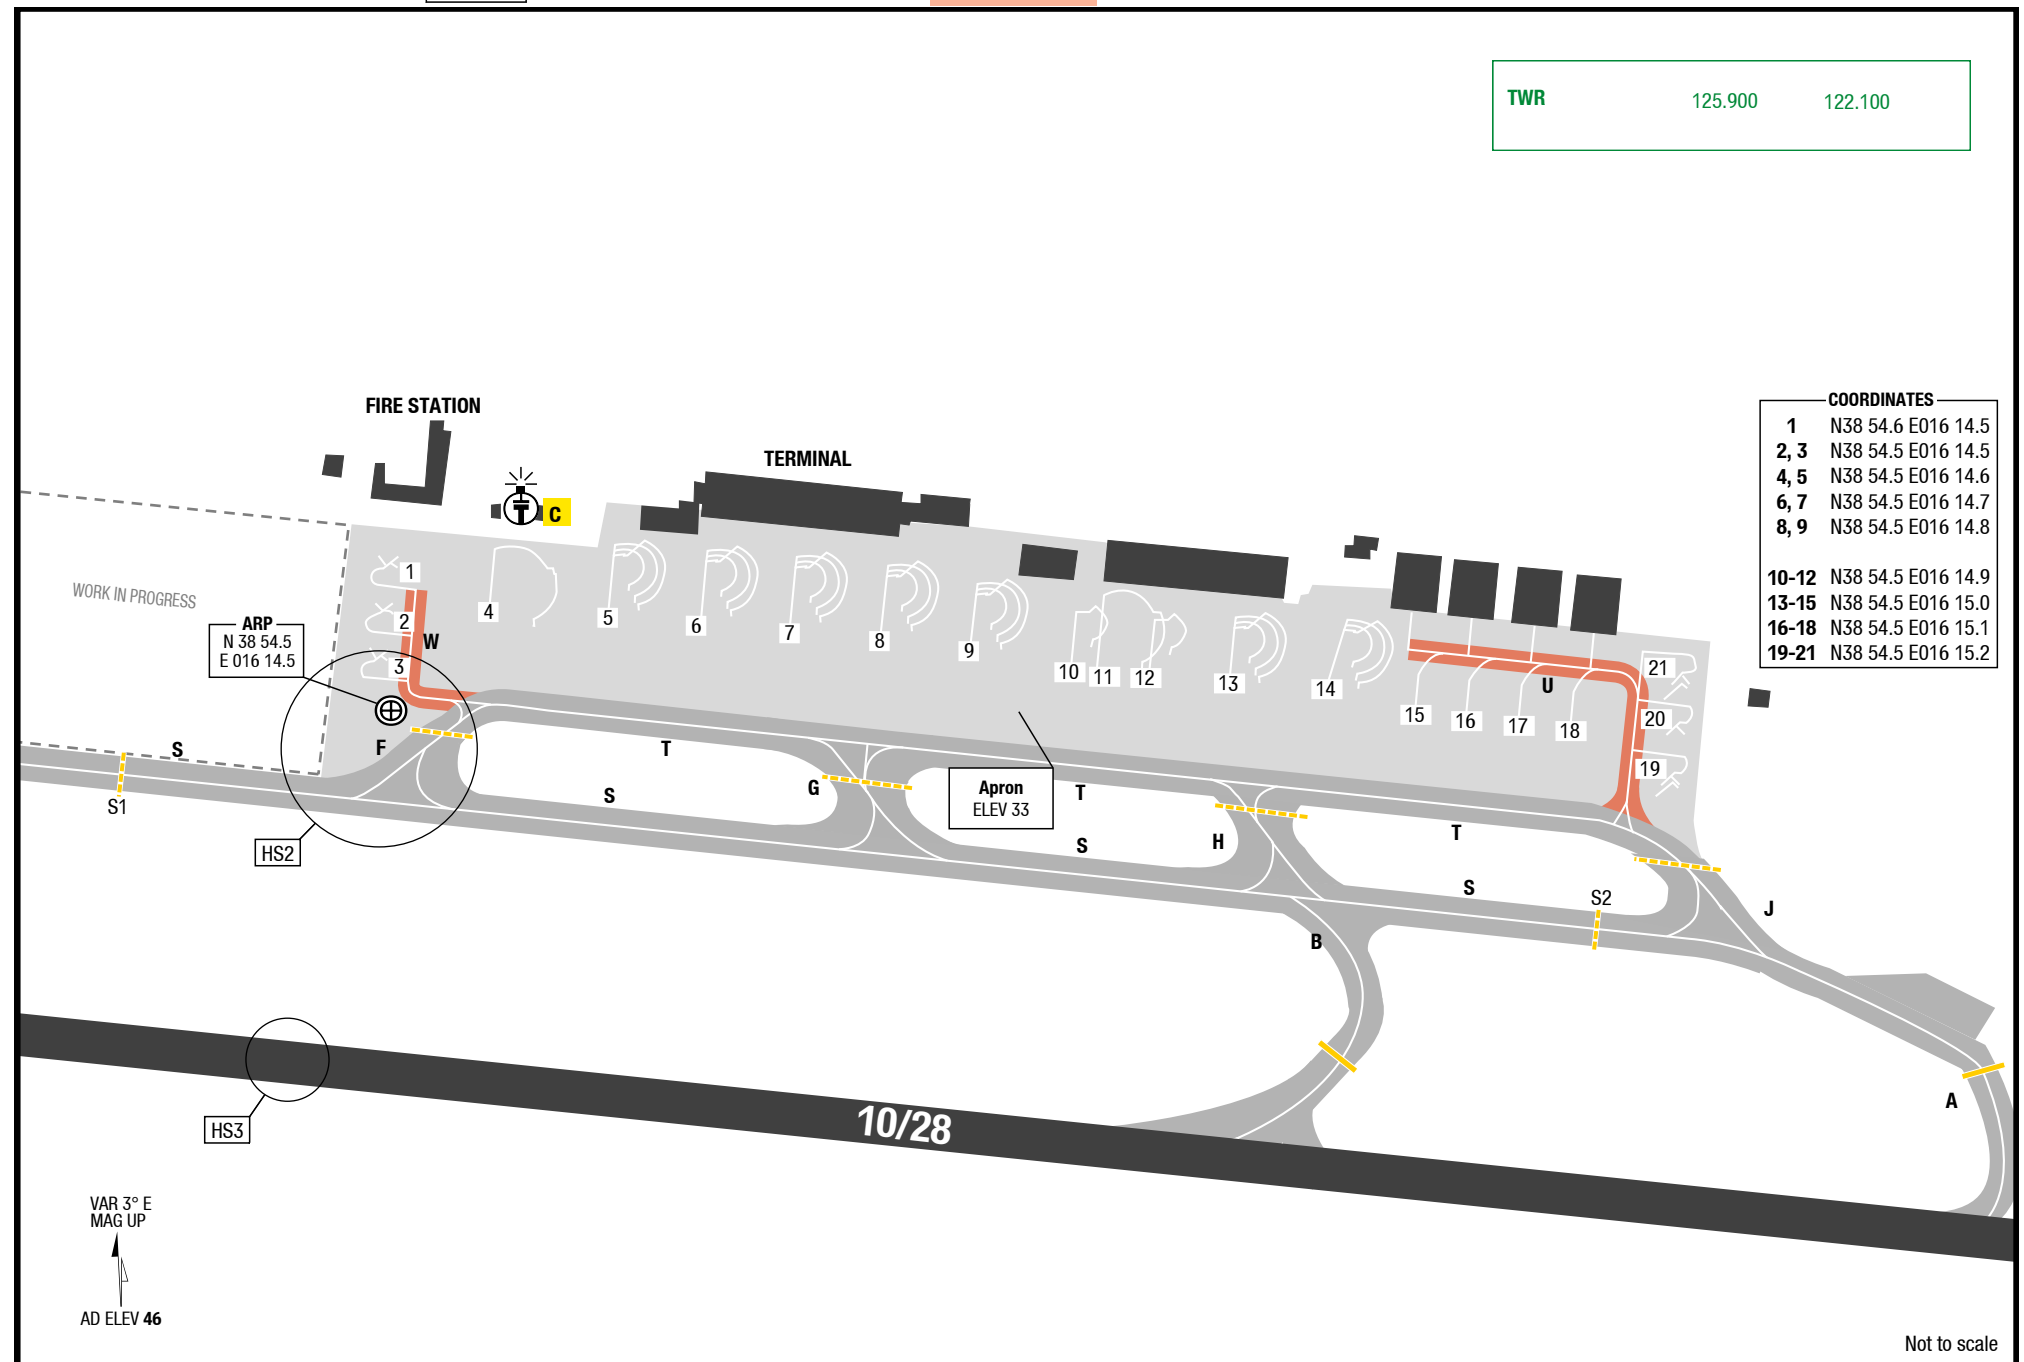 TWR 125.900 122.100
COORDINATES
1 N38 54.6 E016 14.5
2, 3 N38 54.5 E016 14.5
4, 5 N38 54.5 E016 14.6
6, 7 N38 54.5 E016 14.7
8, 9 N38 54.5 E016 14.8
10-12 N38 54.5 E016 14.9
13-15 N38 54.5 E016 15.0
16-18 N38 54.5 E016 15.1
19-21 N38 54.5 E016 15.2
FIRE STATION
TERMINAL
C
WORK IN PROGRESS
ARP
N 38 54.5
E 016 14.5
1
2
3
W
4
5
6
7
8
9
10
11
12
13
14
15
16
17
18
U
21
20
19
S
S1
F
HS2
T
S
G
Apron
ELEV 33
T
S
H
T
S
S2
B
J
A
HS3
10/28
VAR 3° E
MAG UP
AD ELEV 46
Not to scale